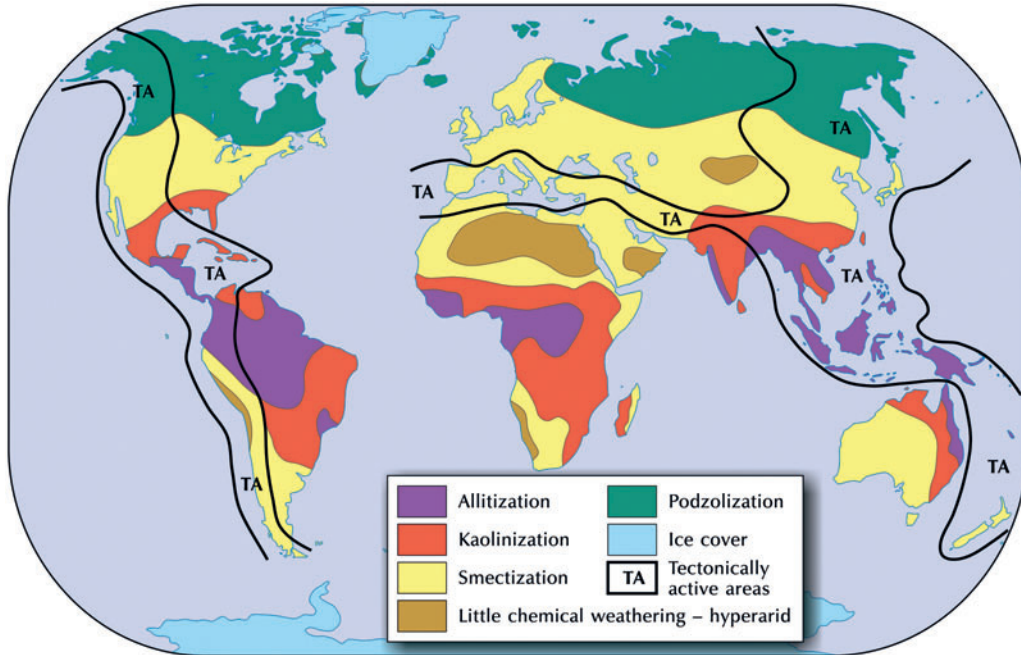 TA
TA
TA
TA
TA
TA
TA
TA
Allitization
Kaolinization
Smectization
Little chemical weathering – hyperarid
Podzolization
Ice cover
TA
Tectonically
active areas